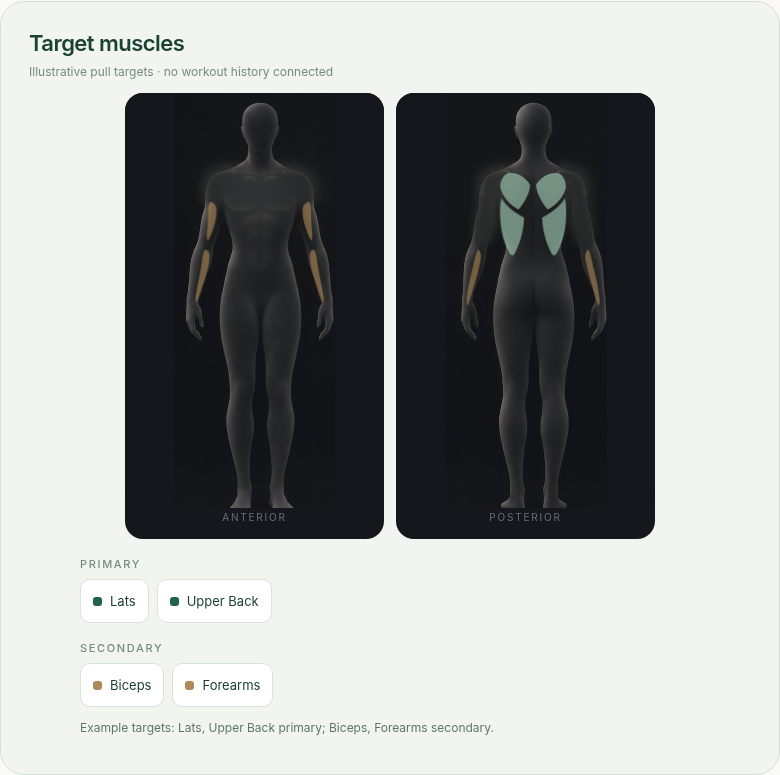 Target muscles
Illustrative pull targets · no workout history connected
ANTERIOR
POSTERIOR
PRIMARY
Lats
Upper Back
SECONDARY
Biceps
Forearms
Example targets: Lats, Upper Back primary; Biceps, Forearms secondary.